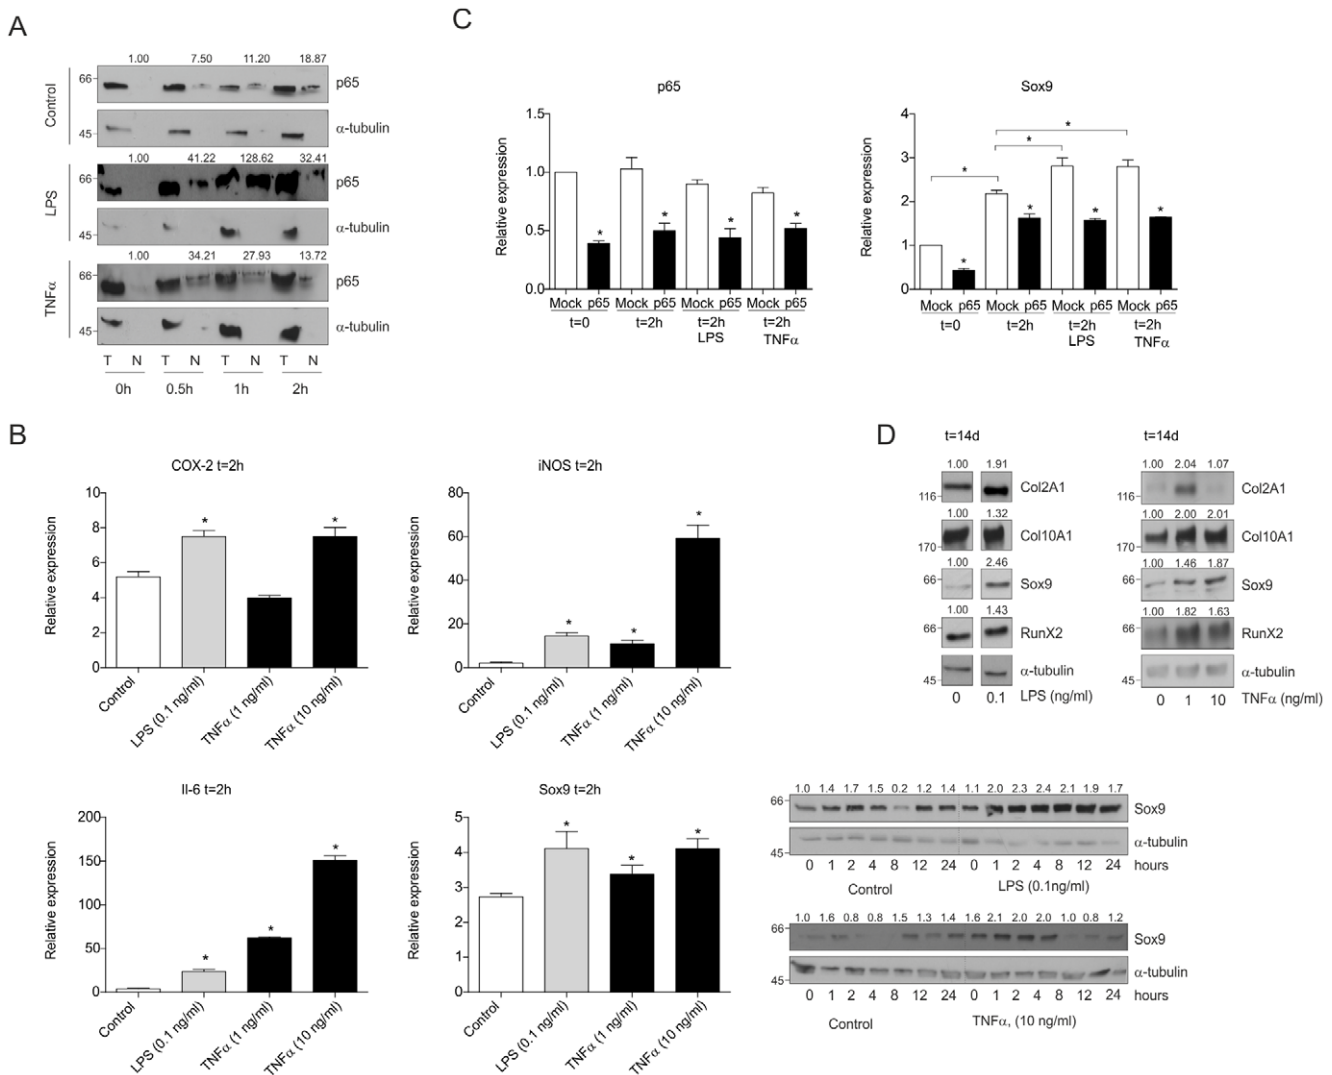 A
1.00 7.50 11.20 18.87
Control
66
p65
45
α-tubulin
1.00 41.22 128.62 32.41
LPS
66
p65
45
α-tubulin
1.00 34.21 27.93 13.72
TNFα
66
p65
45
α-tubulin
T N T N T N T N
0h 0.5h 1h 2h
C
p65
Relative expression
1.5
1.0
0.5
0.0
* * * *
Mock p65 Mock p65 Mock p65 Mock p65
t=0 t=2h t=2h t=2h
LPS TNFα
Sox9
Relative expression
4
3
2
1
0
* * *
* * * *
Mock p65 Mock p65 Mock p65 Mock p65
t=0 t=2h t=2h t=2h
LPS TNFα
B
COX-2 t=2h
Relative expression
10
8
6
4
2
0
* *
Control
LPS (0.1 ng/ml)
TNFα (1 ng/ml)
TNFα (10 ng/ml)
iNOS t=2h
Relative expression
80
60
40
20
0
* * *
Control
LPS (0.1 ng/ml)
TNFα (1 ng/ml)
TNFα (10 ng/ml)
Il-6 t=2h
Relative expression
200
150
100
50
0
* * *
Control
LPS (0.1 ng/ml)
TNFα (1 ng/ml)
TNFα (10 ng/ml)
Sox9 t=2h
Relative expression
5
4
3
2
1
0
* * *
Control
LPS (0.1 ng/ml)
TNFα (1 ng/ml)
TNFα (10 ng/ml)
D
t=14d
1.00 1.91
116
Col2A1
1.00 1.32
170
Col10A1
1.00 2.46
66
Sox9
1.00 1.43
66
RunX2
45
α-tubulin
0 0.1 LPS (ng/ml)
t=14d
1.00 2.04 1.07
116
Col2A1
1.00 2.00 2.01
170
Col10A1
1.00 1.46 1.87
66
Sox9
1.00 1.82 1.63
66
RunX2
45
α-tubulin
0 1 10 TNFα (ng/ml)
1.0 1.4 1.7 1.5 0.2 1.2 1.4 1.1 2.0 2.3 2.4 2.1 1.9 1.7
66
Sox9
45
α-tubulin
0 1 2 4 8 12 24 0 1 2 4 8 12 24 hours
Control LPS (0.1ng/ml)
1.0 1.6 0.8 0.8 1.5 1.3 1.4 1.6 2.1 2.0 2.0 1.0 0.8 1.2
66
Sox9
45
α-tubulin
0 1 2 4 8 12 24 0 1 2 4 8 12 24 hours
Control TNFα, (10 ng/ml)